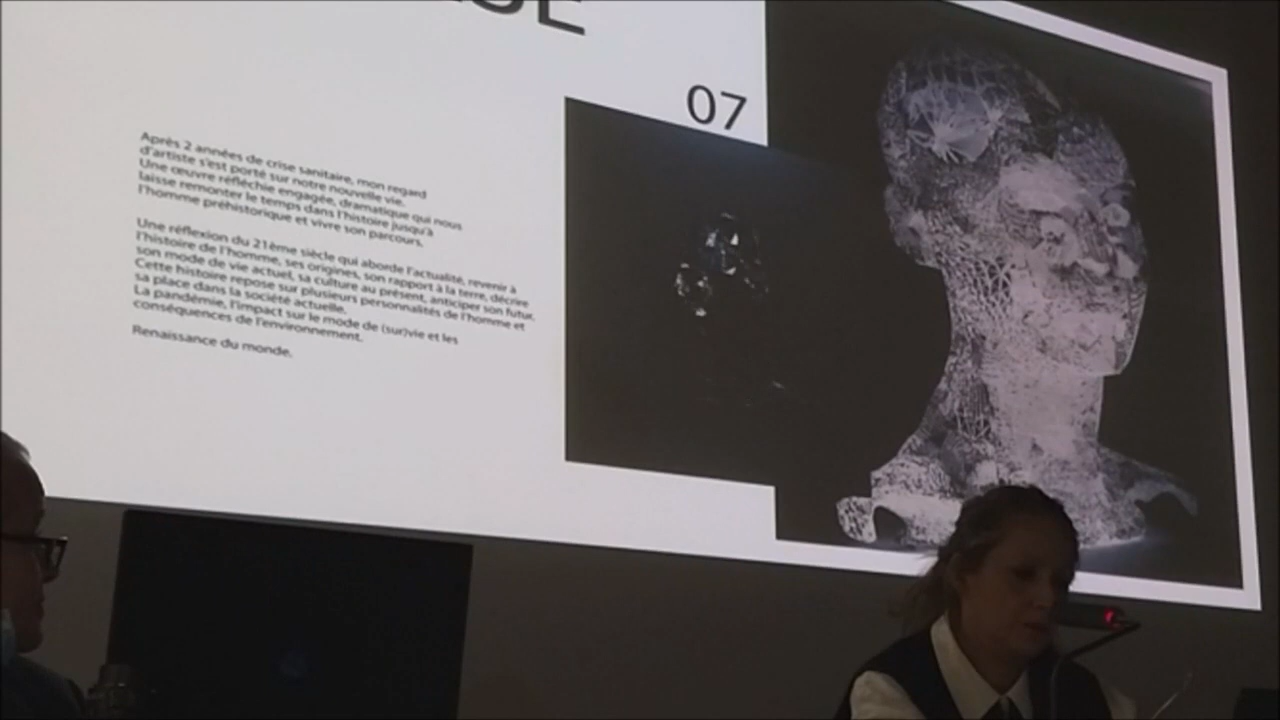 07
Après 2 années de crise sanitaire, mon regard
d'artiste s'est porté sur notre nouvelle vie.
Une œuvre réfléchie engagée, dramatique qui nous
laisse remonter le temps dans l'histoire jusqu'à
l'homme préhistorique et vivre son parcours,
Une réflexion du 21ème siècle qui aborde l'actualité, revenir à
l'histoire de l'homme, ses origines, son rapport à la terre, décrire
son mode de vie actuel, sa culture au présent, anticiper son futur.
Cette histoire repose sur plusieurs personnalités de l'homme et
sa place dans la société actuelle.
La pandémie, l'impact sur le mode de (sur)vie et les
conséquences de l'environnement.
Renaissance du monde.